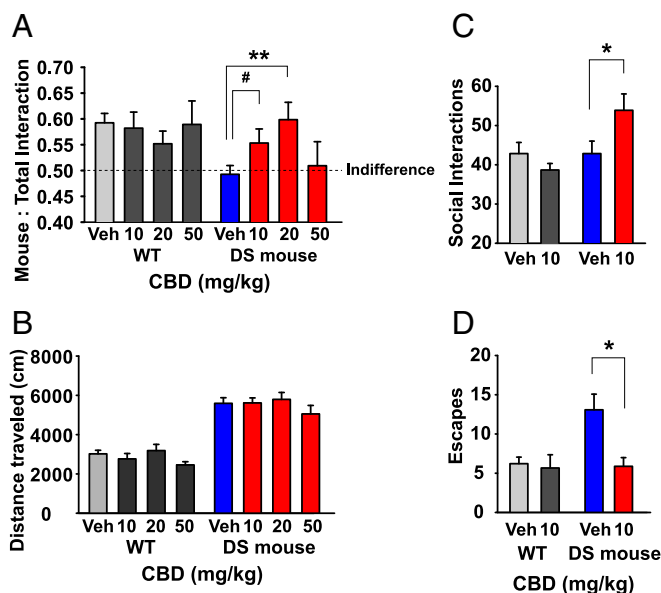 A
Mouse : Total Interaction
0.70
0.65
0.60
0.55
0.50
0.45
0.40
**
#
Indifference
Veh 10 20 50 Veh 10 20 50
WT DS mouse
CBD (mg/kg)
B
Distance traveled (cm)
8000
6000
4000
2000
0
Veh 10 20 50 Veh 10 20 50
WT DS mouse
CBD (mg/kg)
C
Social Interactions
60
50
40
30
20
*
Veh 10 Veh 10
D
Escapes
20
15
10
5
0
*
Veh 10 Veh 10
WT DS mouse
CBD (mg/kg)